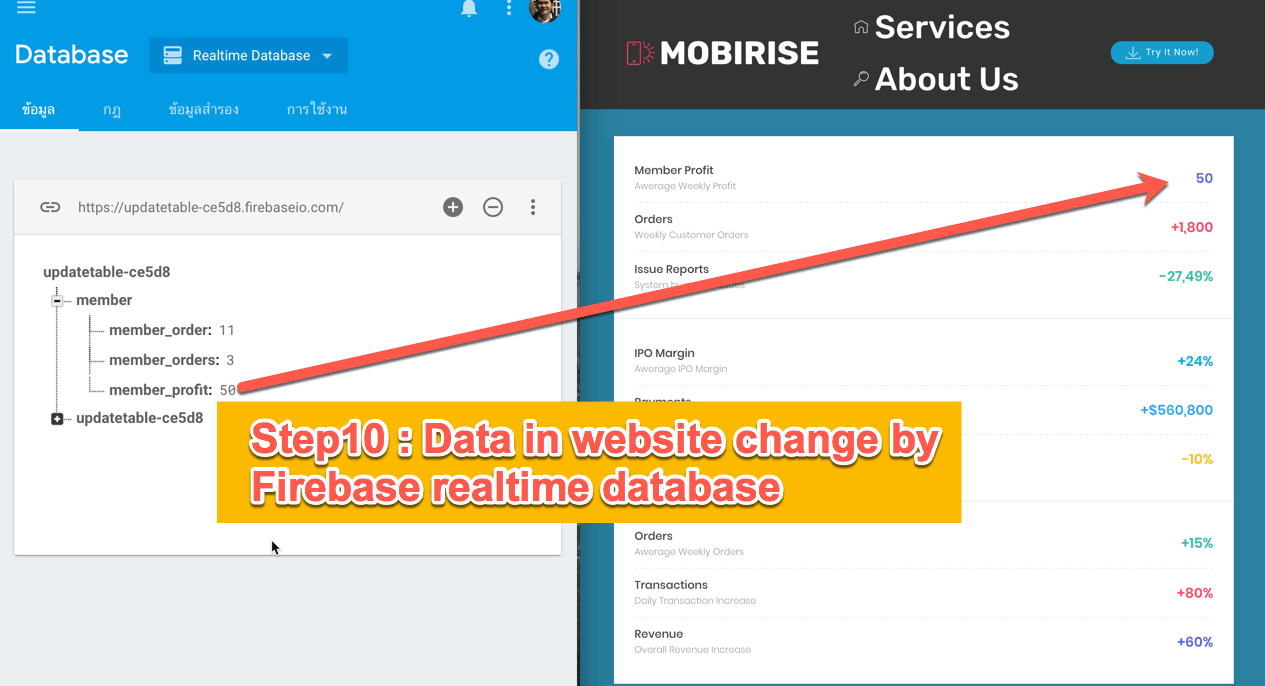 Database
Realtime Database
?
ข้อมูล
กฎ
ข้อมูลสำรอง
การใช้งาน
https://updatetable-ce5d8.firebaseio.com/
updatetable-ce5d8
member
member_order: 11
member_orders: 3
member_profit: 50
updatetable-ce5d8
Step10 : Data in website change by
Firebase realtime database
MOBIRISE
Services
About Us
Try It Now!
Member Profit
50
Awerage Weekly Profit
Orders
+1,800
Weekly Customer Orders
Issue Reports
-27,49%
System
IPO Margin
+24%
Awerage IPO Margin
Payments
+$560,800
-10%
Orders
+15%
Awerage Weekly Orders
Transactions
+80%
Daily Transaction Increase
Revenue
+60%
Overall Revenue Increase